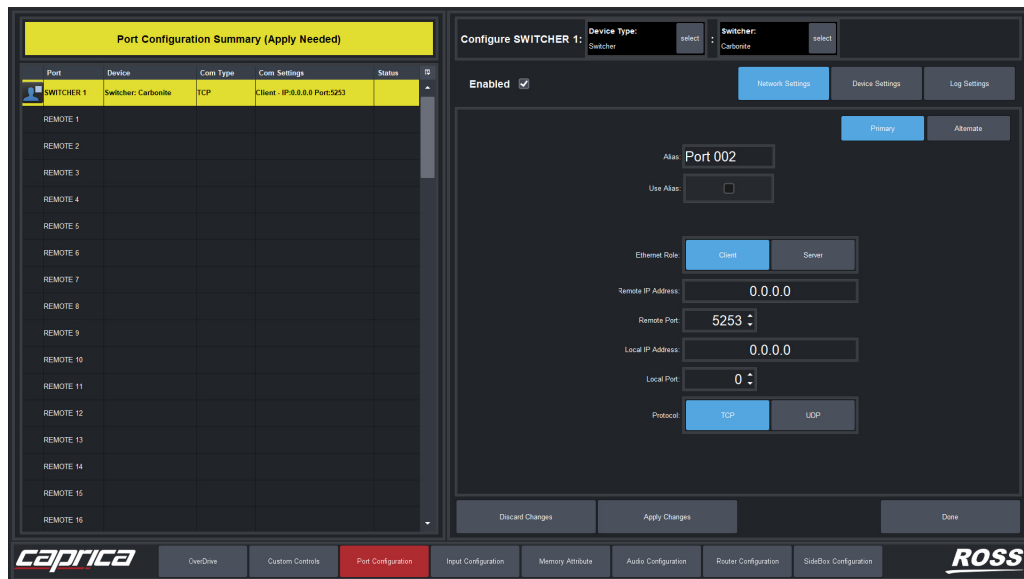 Port Configuration Summary (Apply Needed)
Port Device Com Type Com Settings Status
SWITCHER 1 Switcher: Carbonite TCP Client - IP:0.0.0.0 Port:5253
REMOTE 1
REMOTE 2
REMOTE 3
REMOTE 4
REMOTE 5
REMOTE 6
REMOTE 7
REMOTE 8
REMOTE 9
REMOTE 10
REMOTE 11
REMOTE 12
REMOTE 13
REMOTE 14
REMOTE 15
REMOTE 16
Configure SWITCHER 1: Device Type: Switcher select : Switcher: Carbonite select
Enabled Network Settings Device Settings Log Settings
Primary Alternate
Alias: Port 002
Use Alias:
Ethernet Role: Client Server
Remote IP Address: 0.0.0.0
Remote Port: 5253
Local IP Address: 0.0.0.0
Local Port: 0
Protocol: TCP UDP
Discard Changes Apply Changes Done
caprica OverDrive Custom Controls Port Configuration Input Configuration Memory Attribute Audio Configuration Router Configuration SideBox Configuration ROSS